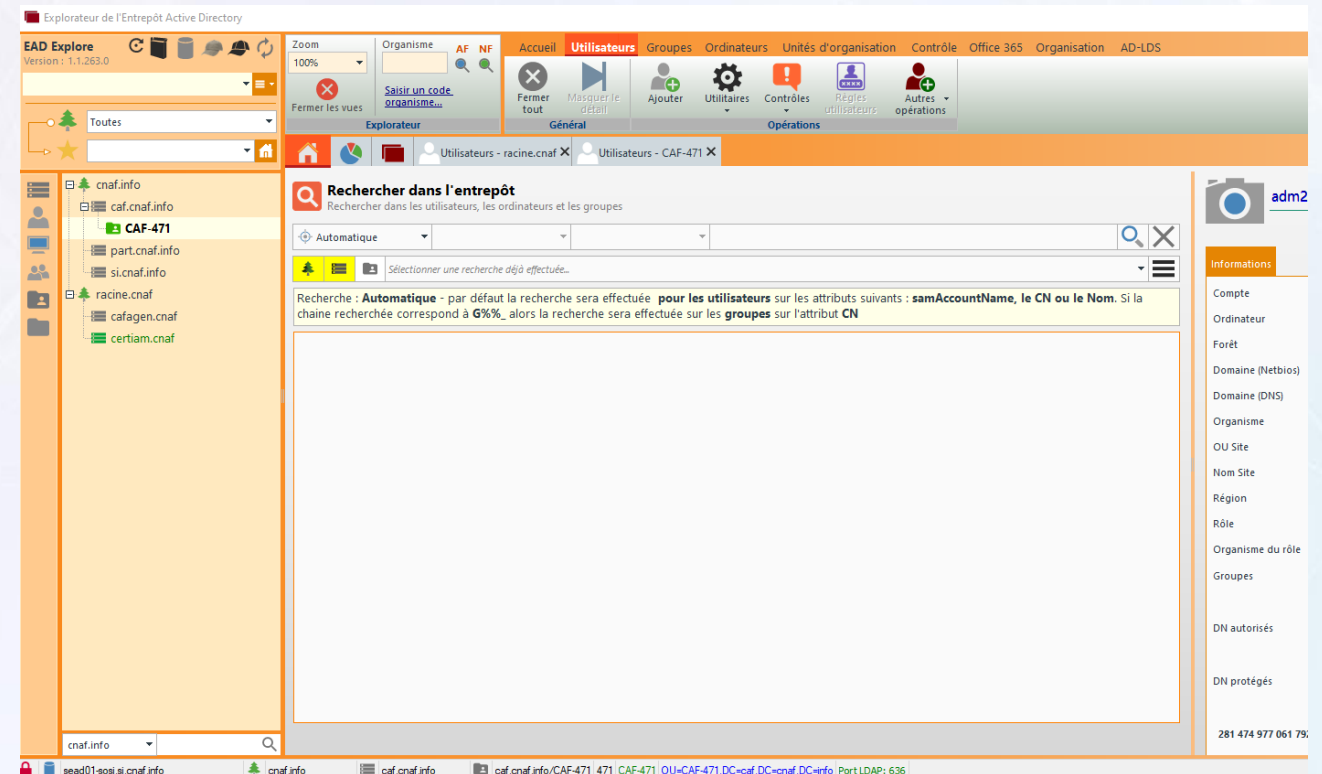 Explorateur de l'Entrepôt Active Directory
EAD Explore
Version : 1.1.263.0
Toutes
Zoom
100%
Fermer les vues
Organisme
AF NF
Saisir un code organisme...
Explorateur
Accueil Utilisateurs Groupes Ordinateurs Unités d'organisation Contrôle Office 365 Organisation AD-LDS
Fermer tout
Masquer le détail
Général
Ajouter
Utilitaires
Contrôles
Règles utilisateurs
Autres opérations
Opérations
Utilisateurs - racine.cnaf
Utilisateurs - CAF-471
cnaf.info
caf.cnaf.info
CAF-471
part.cnaf.info
si.cnaf.info
racine.cnaf
cafagen.cnaf
certiam.cnaf
cnaf.info
Rechercher dans l'entrepôt
Rechercher dans les utilisateurs, les ordinateurs et les groupes
Automatique
Sélectionner une recherche déjà effectuée...
Recherche : Automatique - par défaut la recherche sera effectuée pour les utilisateurs sur les attributs suivants : samAccountName, le CN ou le Nom. Si la
chaine recherchée correspond à G%%_ alors la recherche sera effectuée sur les groupes sur l'attribut CN
adm2
Informations
Compte
Ordinateur
Forêt
Domaine (Netbios)
Domaine (DNS)
Organisme
OU Site
Nom Site
Région
Rôle
Organisme du rôle
Groupes
DN autorisés
DN protégés
281 474 977 061 792
sead01-sosi.si.cnaf.info cnaf.info caf.cnaf.info caf.cnaf.info/CAF-471 471 CAF-471 OU=CAF-471,DC=caf,DC=cnaf,DC=info Port LDAP: 636